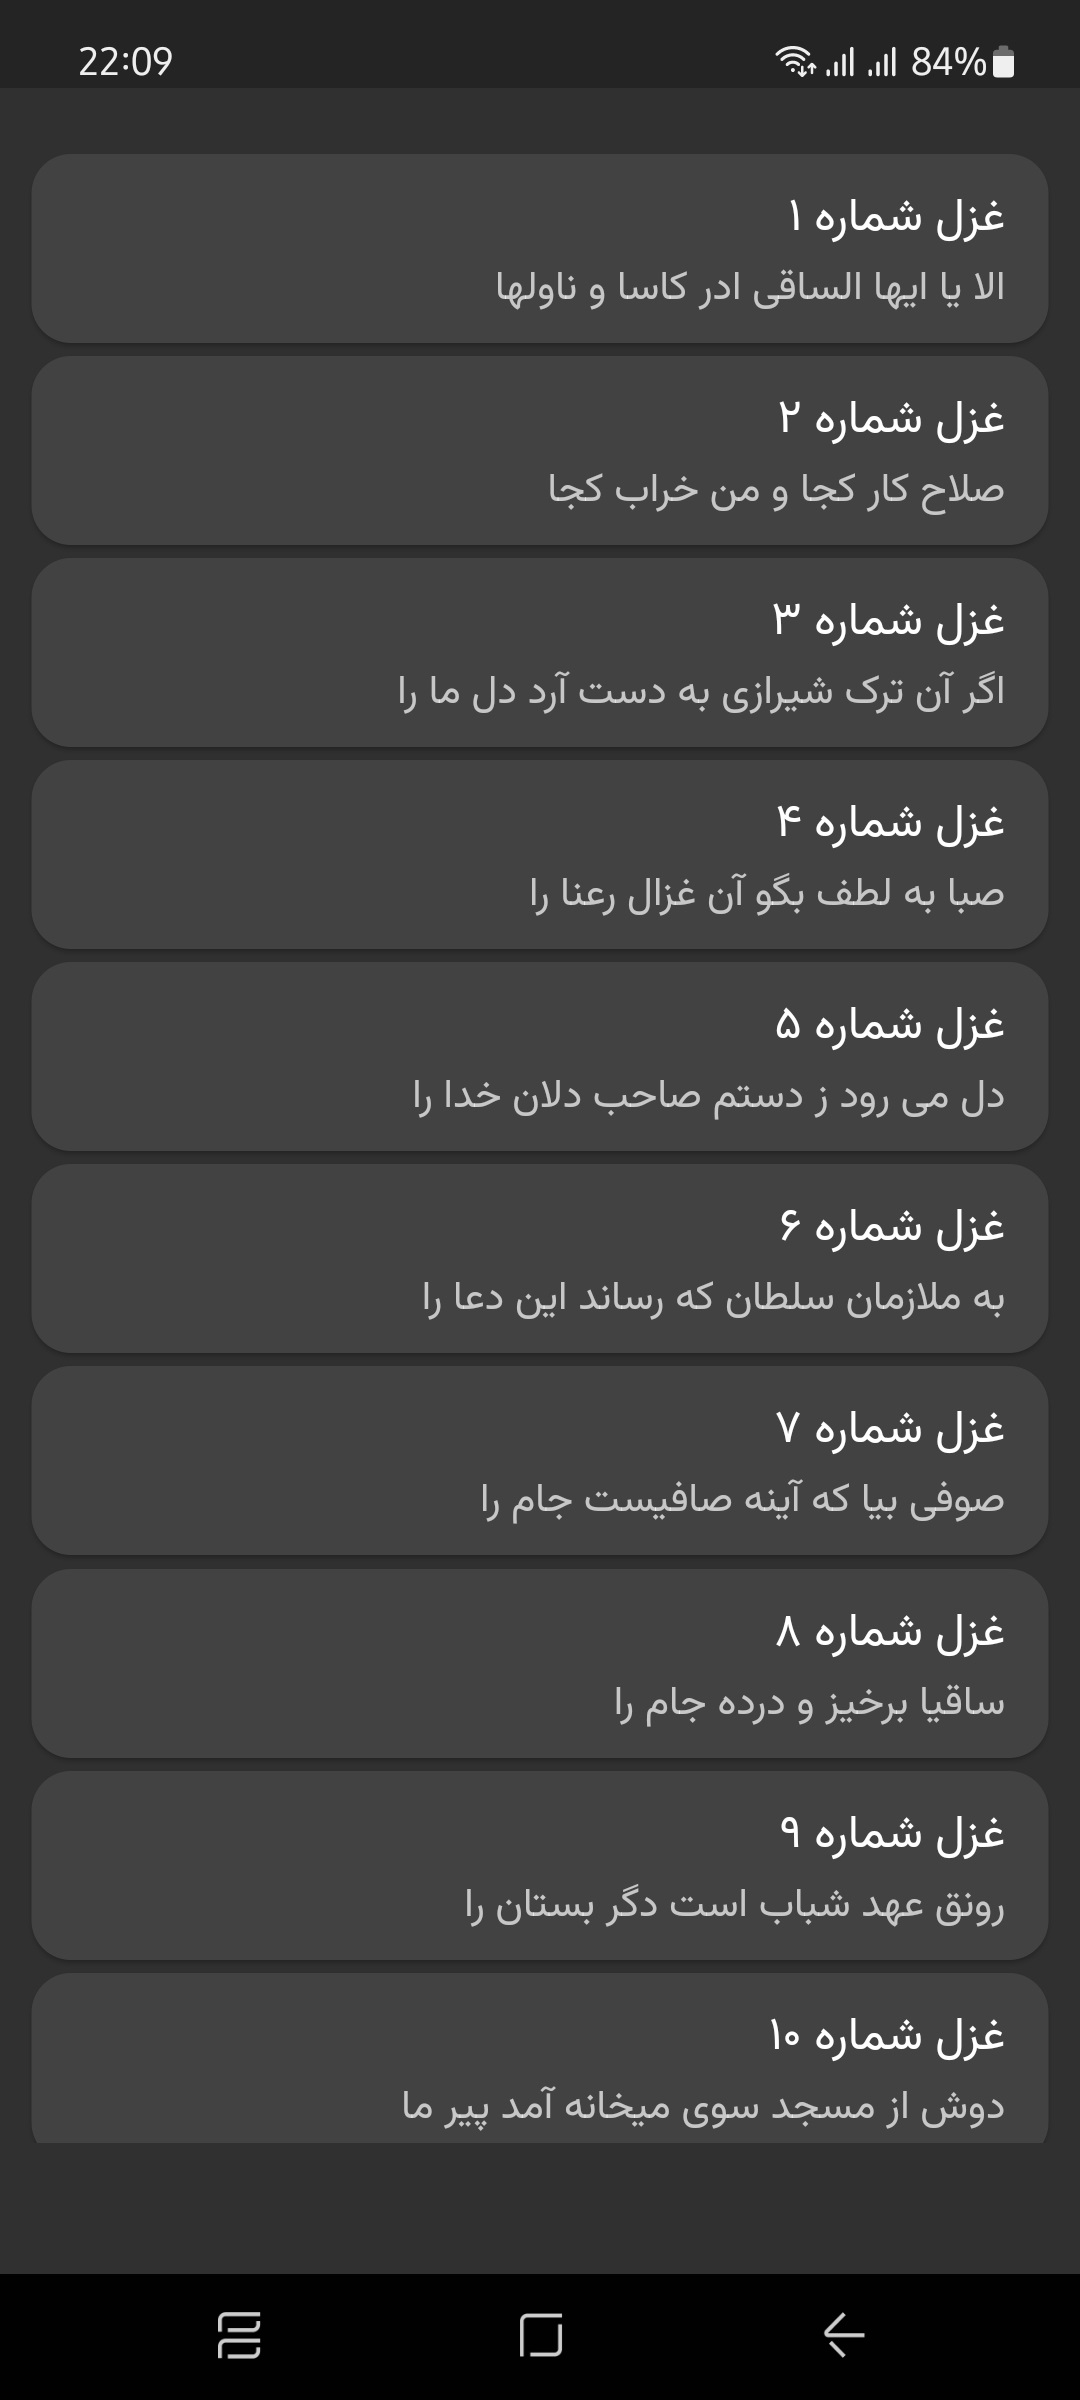 22:09
84%
غزل شماره ۱
الا یا ایها الساقی ادر کاسا و ناولها
غزل شماره ۲
صلاح کار کجا و من خراب کجا
غزل شماره ۳
اگر آن ترک شیرازی به دست آرد دل ما را
غزل شماره ۴
صبا به لطف بگو آن غزال رعنا را
غزل شماره ۵
دل می رود ز دستم صاحب دلان خدا را
غزل شماره ۶
به ملازمان سلطان که رساند این دعا را
غزل شماره ۷
صوفی بیا که آینه صافیست جام را
غزل شماره ۸
ساقیا برخیز و درده جام را
غزل شماره ۹
رونق عهد شباب است دگر بستان را
غزل شماره ۱۰
دوش از مسجد سوی میخانه آمد پیر ما